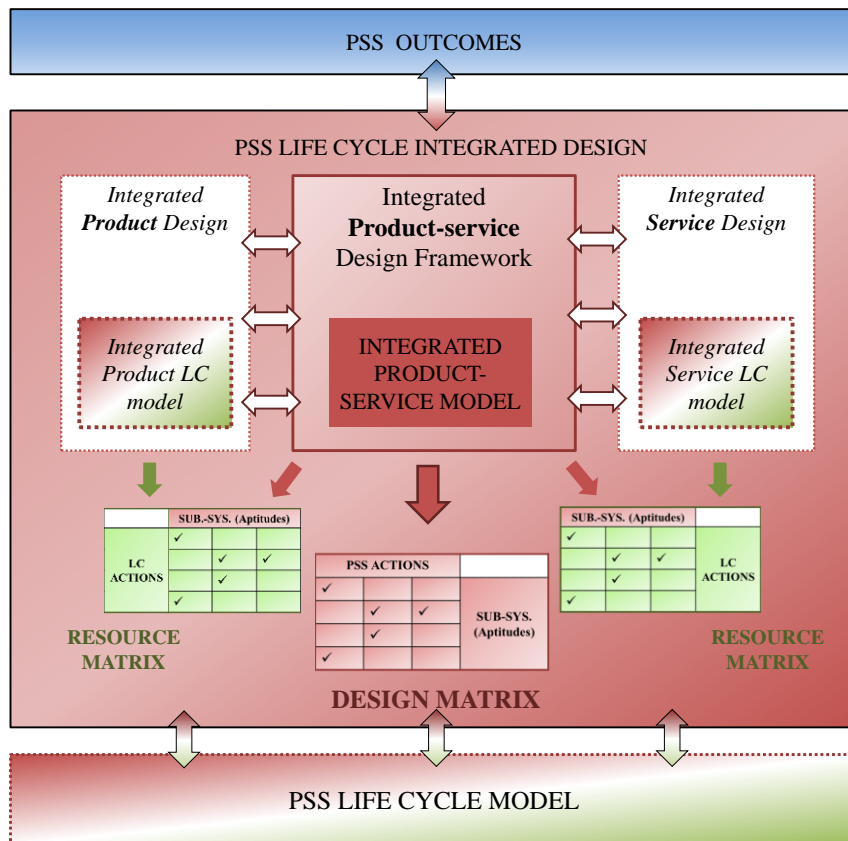 PSS OUTCOMES
PSS LIFE CYCLE INTEGRATED DESIGN
Integrated
Product Design
Integrated
Product LC
model
Integrated
Product-service
Design Framework
INTEGRATED
PRODUCT-
SERVICE MODEL
Integrated
Service Design
Integrated
Service LC
model
SUB.-SYS. (Aptitudes)
LC
ACTIONS
✓
✓ ✓
✓
✓
RESOURCE
MATRIX
PSS ACTIONS
✓
✓ ✓
✓
✓
SUB-SYS.
(Aptitudes)
DESIGN MATRIX
SUB.-SYS. (Aptitudes)
✓
✓ ✓
✓
✓
LC
ACTIONS
RESOURCE
MATRIX
PSS LIFE CYCLE MODEL